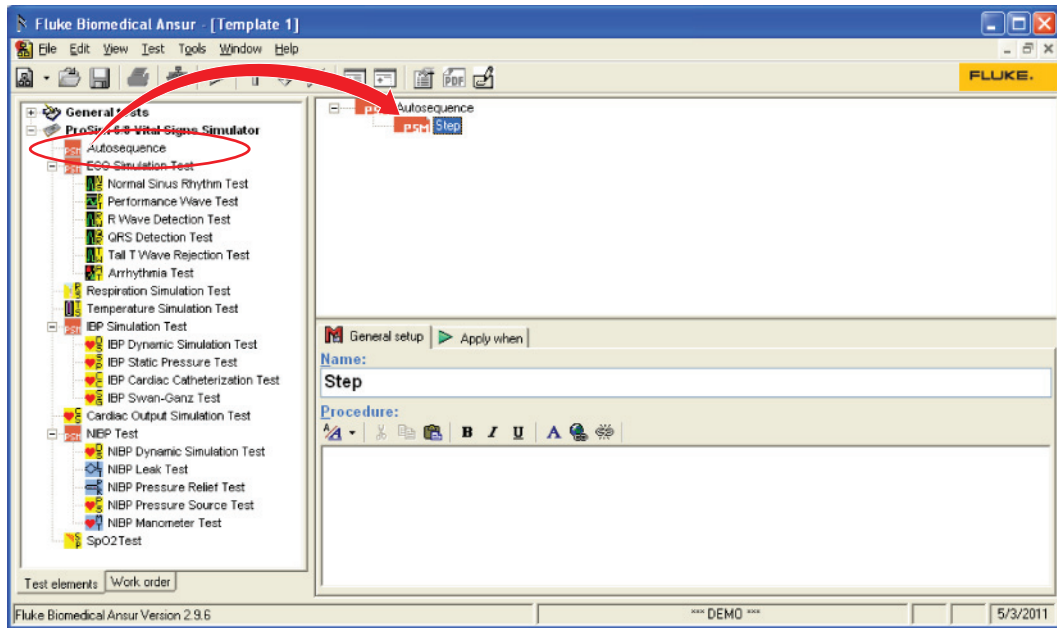 Fluke Biomedical Ansur - [Template 1]
File Edit View Test Tools Window Help
PDF
FLUKE.
General tests
ProSim 6/8 Vital Signs Simulator
PSM Autosequence
PSM ECG Simulation Test
Normal Sinus Rhythm Test
Performance Wave Test
R Wave Detection Test
QRS Detection Test
Tall T Wave Rejection Test
Arrhythmia Test
Respiration Simulation Test
Temperature Simulation Test
PSM IBP Simulation Test
IBP Dynamic Simulation Test
IBP Static Pressure Test
IBP Cardiac Catheterization Test
IBP Swan-Ganz Test
Cardiac Output Simulation Test
PSM NIBP Test
NIBP Dynamic Simulation Test
NIBP Leak Test
NIBP Pressure Relief Test
NIBP Pressure Source Test
NIBP Manometer Test
SpO2Test
Test elements Work order
Autosequence
PSM Step
General setup Apply when
Name:
Step
Procedure:
B I U A
Fluke Biomedical Ansur Version 2.9.6 *** DEMO *** 5/3/2011